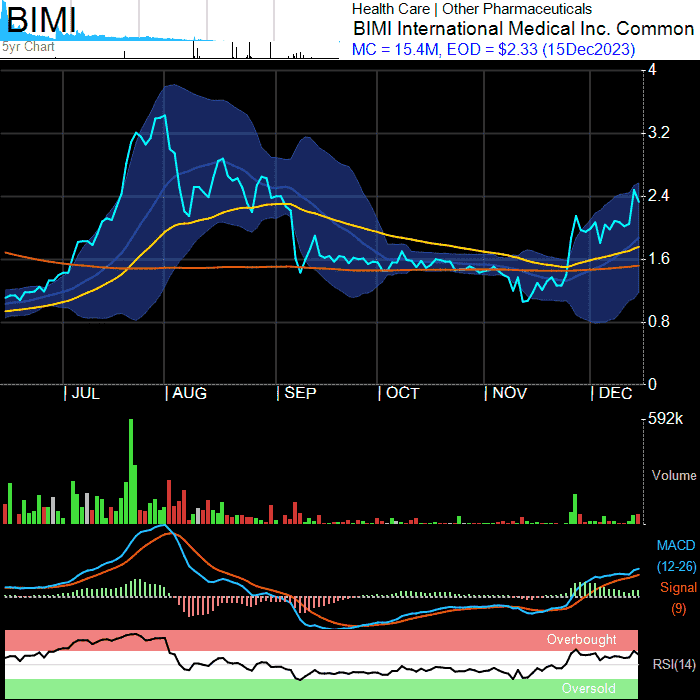 BIMI
5yr Chart
Health Care | Other Pharmaceuticals
BIMI International Medical Inc. Common
MC = 15.4M, EOD = $2.33 (15Dec2023)
4
3.2
2.4
1.6
0.8
0
| JUL | AUG | SEP | OCT | NOV | DEC
592k
Volume
MACD
(12-26)
Signal
(9)
Overbought
RSI(14)
Oversold